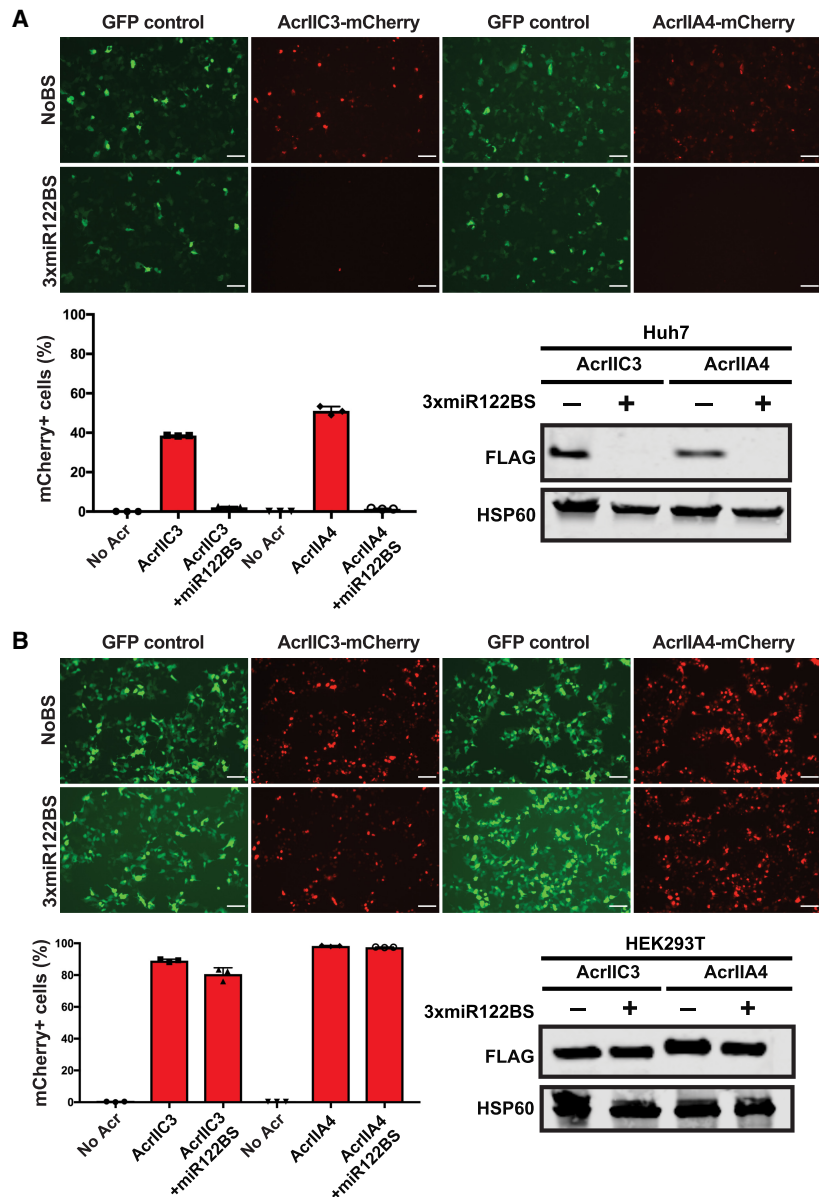 A
GFP control AcrIIC3-mCherry GFP control AcrIIA4-mCherry
NoBS
3xmiR122BS
mCherry+ cells (%)
100
80
60
40
20
0
No Acr
AcrIIC3
AcrIIC3
+miR122BS
No Acr
AcrIIA4
AcrIIA4
+miR122BS
Huh7
AcrIIC3 AcrIIA4
3xmiR122BS − + − +
FLAG
HSP60
B
GFP control AcrIIC3-mCherry GFP control AcrIIA4-mCherry
NoBS
3xmiR122BS
mCherry+ cells (%)
100
80
60
40
20
0
No Acr
AcrIIC3
AcrIIC3
+miR122BS
No Acr
AcrIIA4
AcrIIA4
+miR122BS
HEK293T
AcrIIC3 AcrIIA4
3xmiR122BS − + − +
FLAG
HSP60